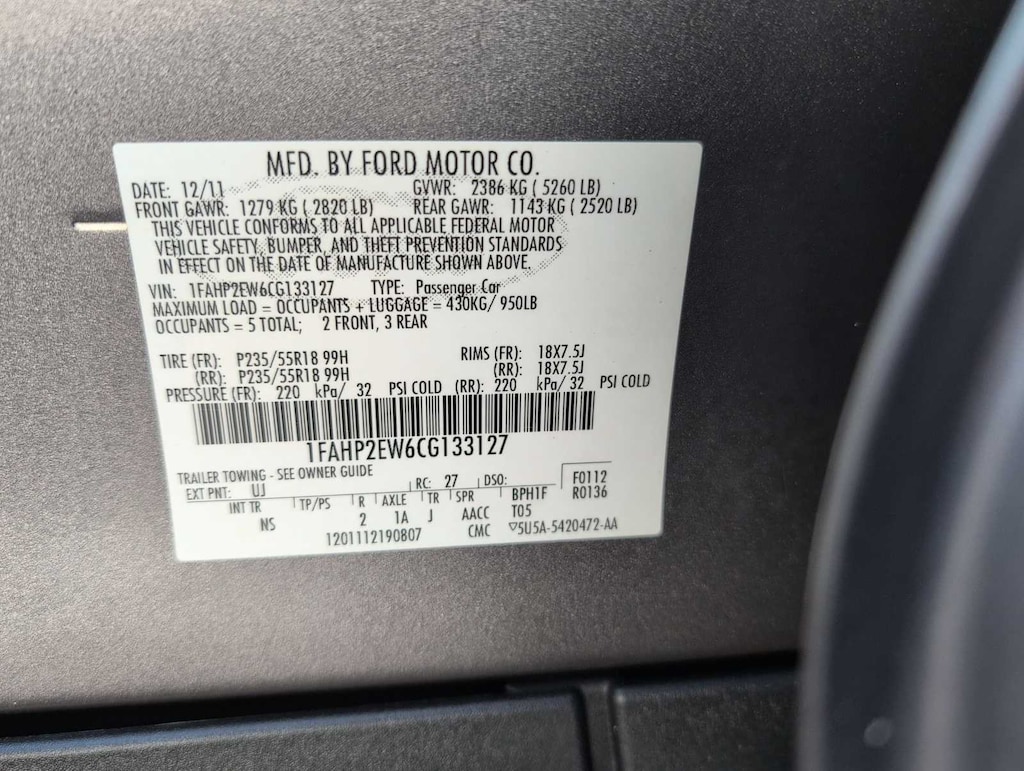 MFD. BY FORD MOTOR CO.
DATE: 12/11 GVWR: 2386 KG ( 5260 LB)
FRONT GAWR: 1279 KG ( 2820 LB) REAR GAWR: 1143 KG ( 2520 LB)
THIS VEHICLE CONFORMS TO ALL APPLICABLE FEDERAL MOTOR
VEHICLE SAFETY, BUMPER, AND THEFT PREVENTION STANDARDS
IN EFFECT ON THE DATE OF MANUFACTURE SHOWN ABOVE.
VIN: 1FAHP2EW6CG133127 TYPE: Passenger Car
MAXIMUM LOAD = OCCUPANTS + LUGGAGE = 430KG/ 950LB
OCCUPANTS = 5 TOTAL; 2 FRONT, 3 REAR
TIRE (FR): P235/55R18 99H RIMS (FR): 18X7.5J
(RR): P235/55R18 99H (RR): 18X7.5J
PRESSURE (FR): 220 kPa/ 32 PSI COLD (RR): 220 kPa/ 32 PSI COLD
1FAHP2EW6CG133127
TRAILER TOWING - SEE OWNER GUIDE
EXT PNT: UJ RC: 27 DSO: F0112
INT TR TP/PS R AXLE TR SPR BPH1F R0136
NS 2 1A J AACC T05
1201112190807 CMC ▽5U5A-5420472-AA